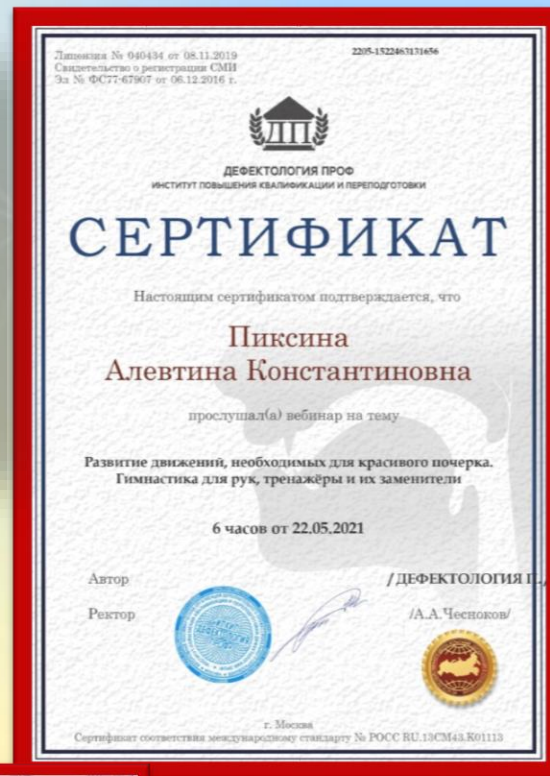 Лицензия № 040434 от 08.11.2019
Свидетельство о регистрации СМИ
Эл № ФС77-67907 от 06.12.2016 г.
2205-1522463131656
ДП
ДЕФЕКТОЛОГИЯ ПРОФ
ИНСТИТУТ ПОВЫШЕНИЯ КВАЛИФИКАЦИИ И ПЕРЕПОДГОТОВКИ
СЕРТИФИКАТ
Настоящим сертификатом подтверждается, что
Пиксина
Алевтина Константиновна
прослушал(а) вебинар на тему
Развитие движений, необходимых для красивого почерка.
Гимнастика для рук, тренажёры и их заменители
6 часов от 22.05.2021
Автор /ДЕФЕКТОЛОГИЯ П./
Ректор /А.А.Чесноков/
ДЕФЕКТОЛОГИЯ
г. Москва
Сертификат соответствия международному стандарту № РОСС RU.13СМ43.К01113